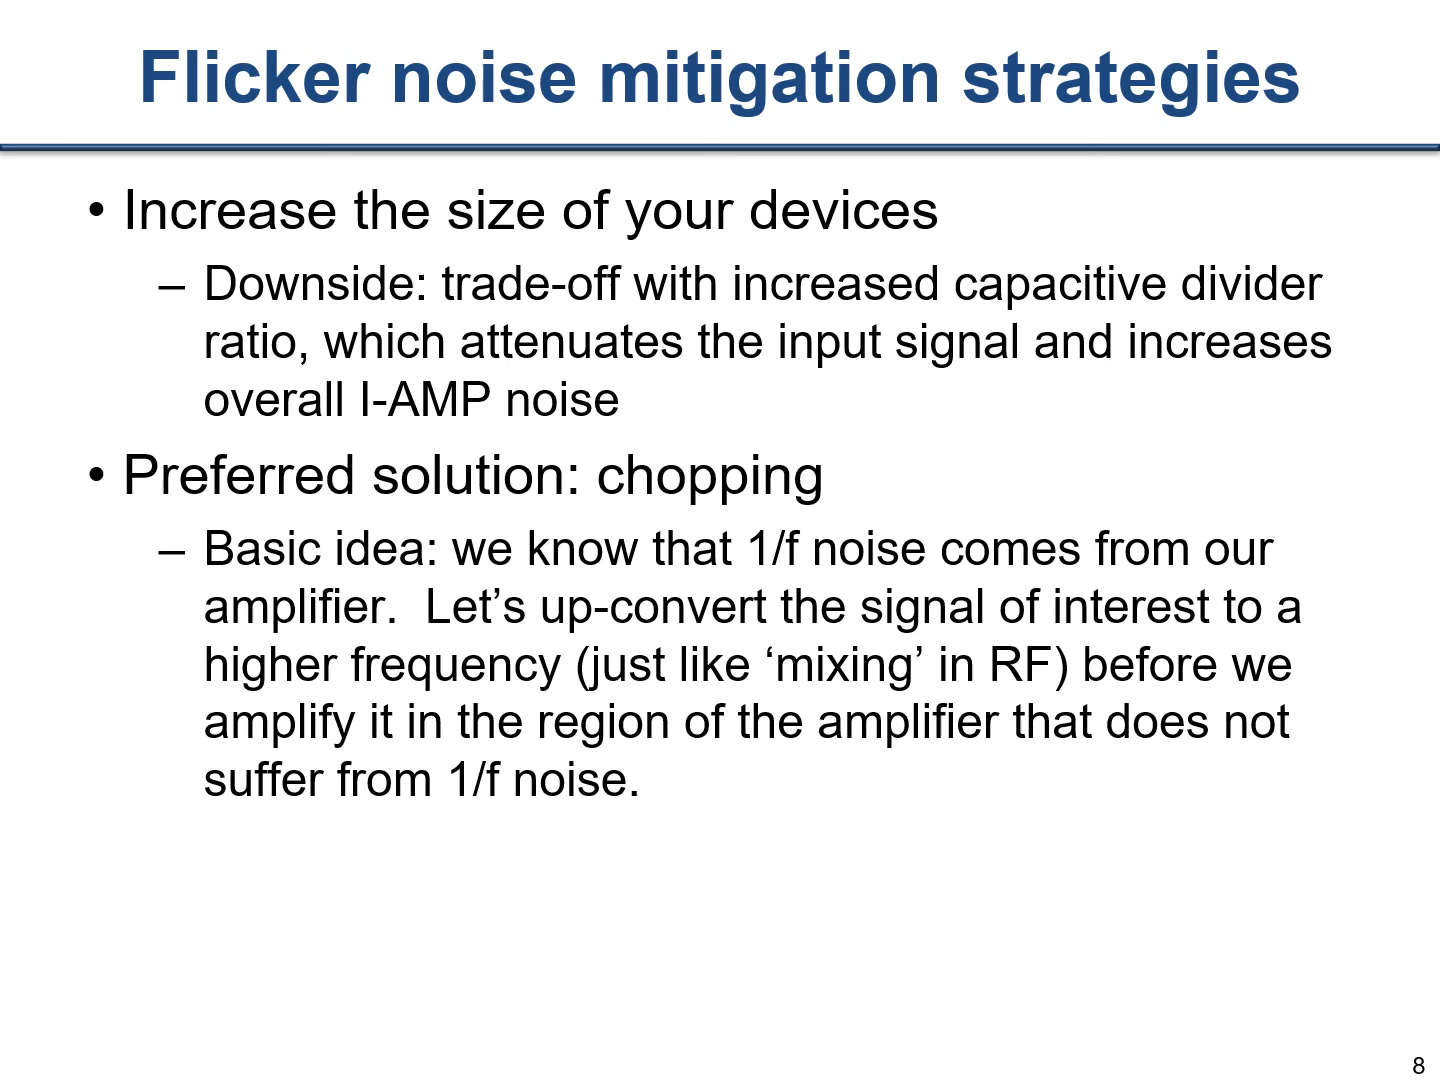 Flicker noise mitigation strategies
• Increase the size of your devices
– Downside: trade-off with increased capacitive divider
ratio, which attenuates the input signal and increases
overall I-AMP noise
• Preferred solution: chopping
– Basic idea: we know that 1/f noise comes from our
amplifier.  Let’s up-convert the signal of interest to a
higher frequency (just like ‘mixing’ in RF) before we
amplify it in the region of the amplifier that does not
suffer from 1/f noise.
8